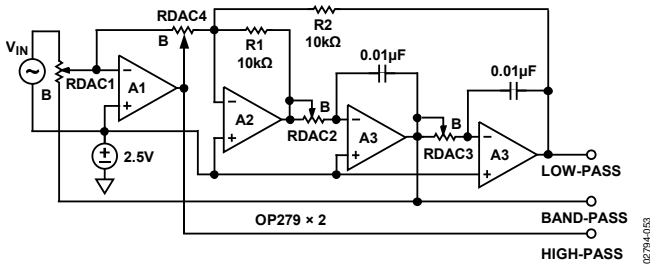 RDAC4
R2
10kΩ
B
R1
10kΩ
VIN
B
RDAC1
A1
0.01µF
0.01µF
A2
B
RDAC2
A3
B
RDAC3
A3
2.5V
LOW-PASS
OP279 × 2
BAND-PASS
HIGH-PASS
02794-053